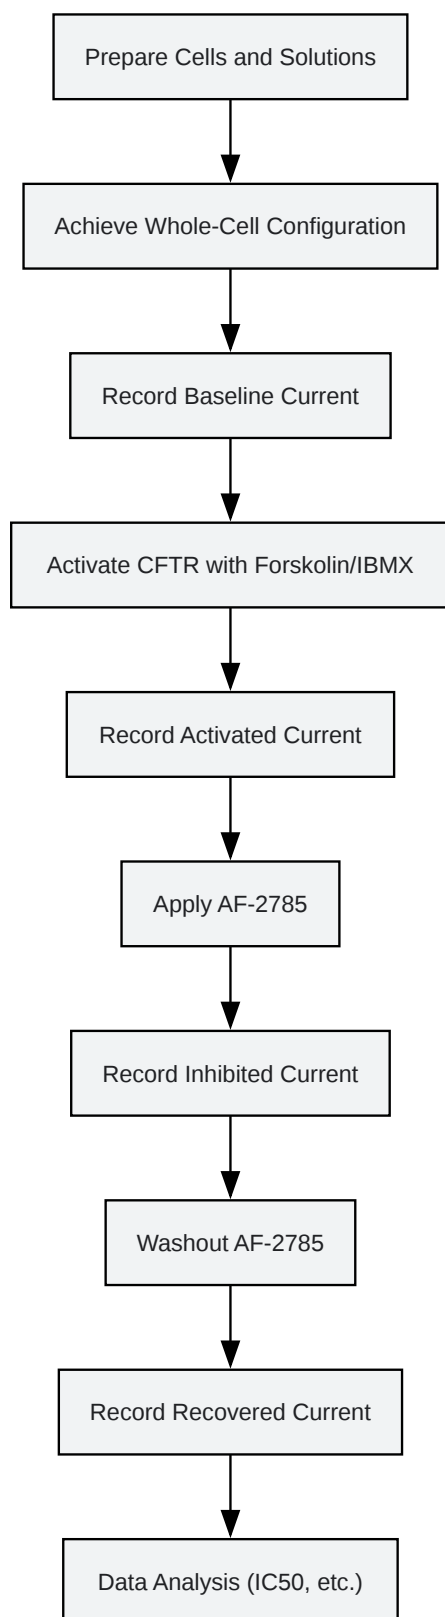 Prepare Cells and Solutions
Achieve Whole-Cell Configuration
Record Baseline Current
Activate CFTR with Forskolin/IBMX
Record Activated Current
Apply AF-2785
Record Inhibited Current
Washout AF-2785
Record Recovered Current
Data Analysis (IC50, etc.)